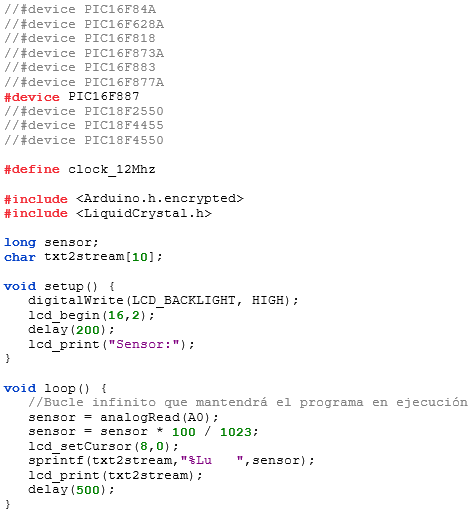 //#device PIC16F84A
//#device PIC16F628A
//#device PIC16F818
//#device PIC16F873A
//#device PIC16F883
//#device PIC16F877A
#device PIC16F887
//#device PIC18F2550
//#device PIC18F4455
//#device PIC18F4550

#define clock_12Mhz

#include <Arduino.h.encrypted>
#include <LiquidCrystal.h>

long sensor;
char txt2stream[10];

void setup() {
   digitalWrite(LCD_BACKLIGHT, HIGH);
   lcd_begin(16,2);
   delay(200);
   lcd_print("Sensor:");
}

void loop() {
   //Bucle infinito que mantendrá el programa en ejecución
   sensor = analogRead(A0);
   sensor = sensor * 100 / 1023;
   lcd_setCursor(8,0);
   sprintf(txt2stream,"%Lu   ",sensor);
   lcd_print(txt2stream);
   delay(500);
}